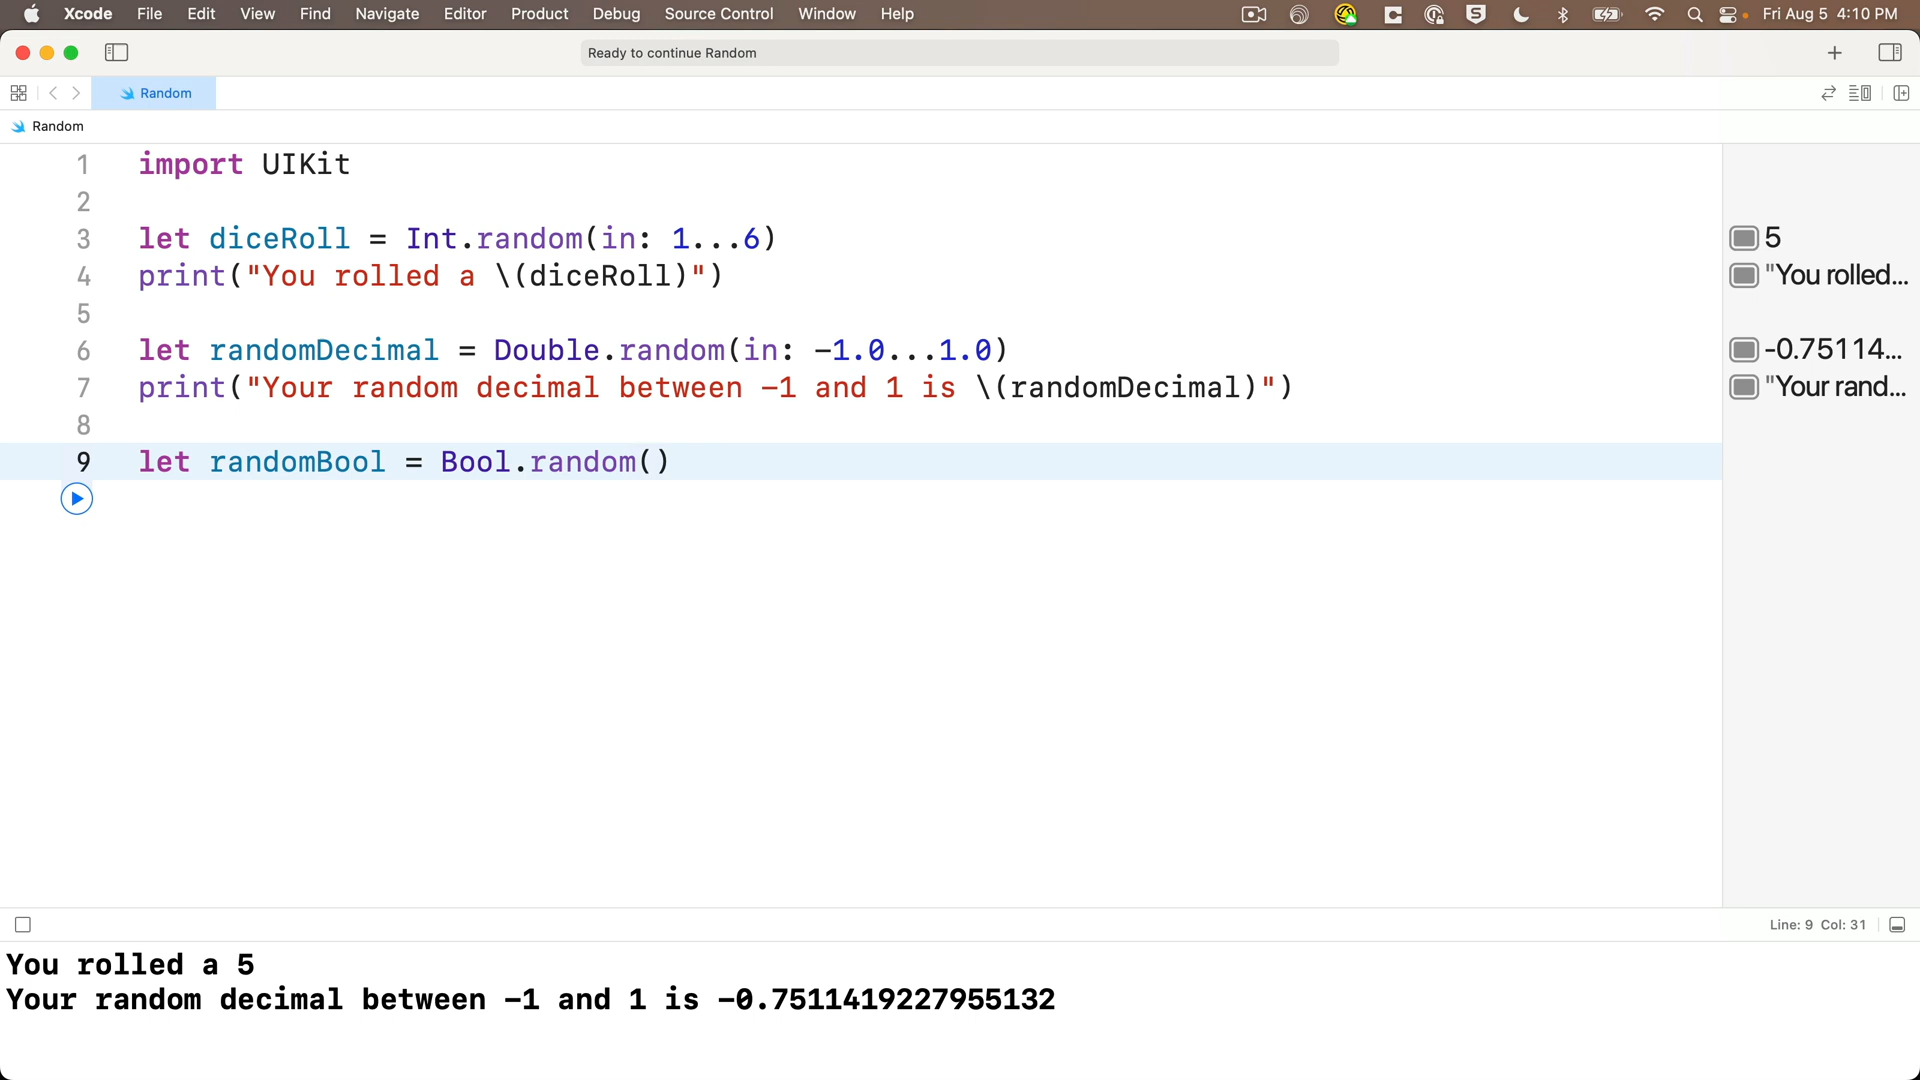 Xcode File Edit View Find Navigate Editor Product Debug Source Control Window Help Fri Aug 5 4:10 PM
Ready to continue Random
Random
Random
1 import UIKit
2
3 let diceRoll = Int.random(in: 1...6) 5
4 print("You rolled a \(diceRoll)") "You rolled...
5
6 let randomDecimal = Double.random(in: -1.0...1.0) -0.75114...
7 print("Your random decimal between -1 and 1 is \(randomDecimal)") "Your rand...
8
9 let randomBool = Bool.random()
Line: 9 Col: 31
You rolled a 5
Your random decimal between -1 and 1 is -0.7511419227955132